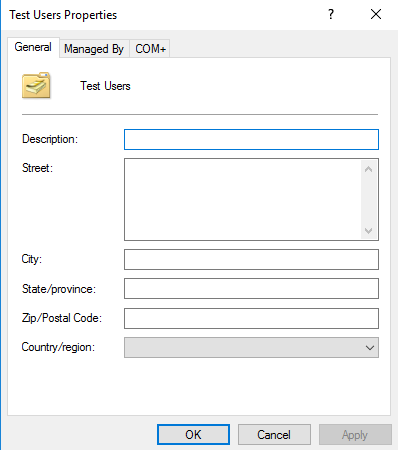 Test Users Properties
?
General
Managed By
COM+
Test Users
Description:
Street:
City:
State/province:
Zip/Postal Code:
Country/region:
OK
Cancel
Apply